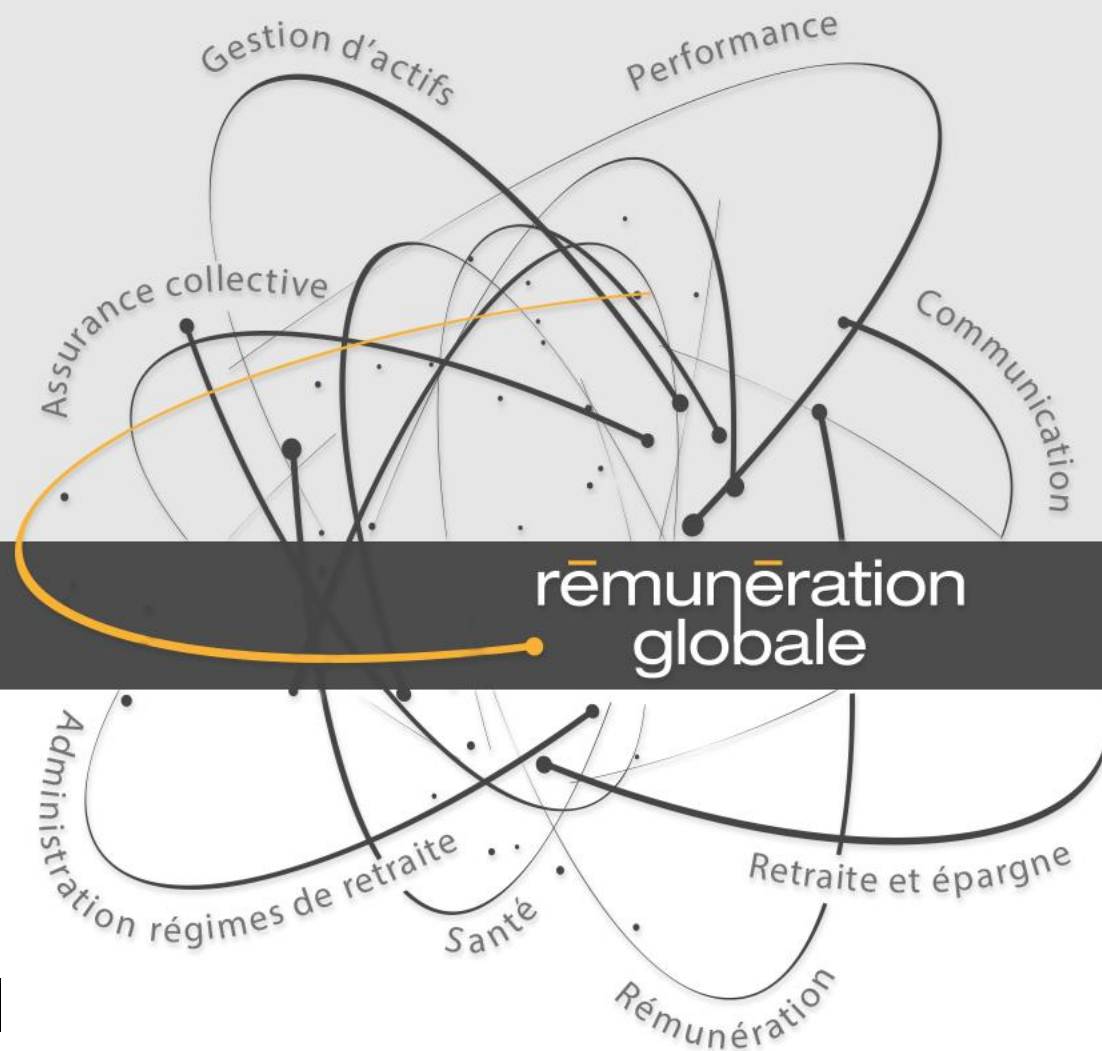 Gestion d'actifs
Performance
Assurance collective
Communication
rēmunēration
globale
Administration régimes de retraite
Retraite et épargne
Santé
Rémunération